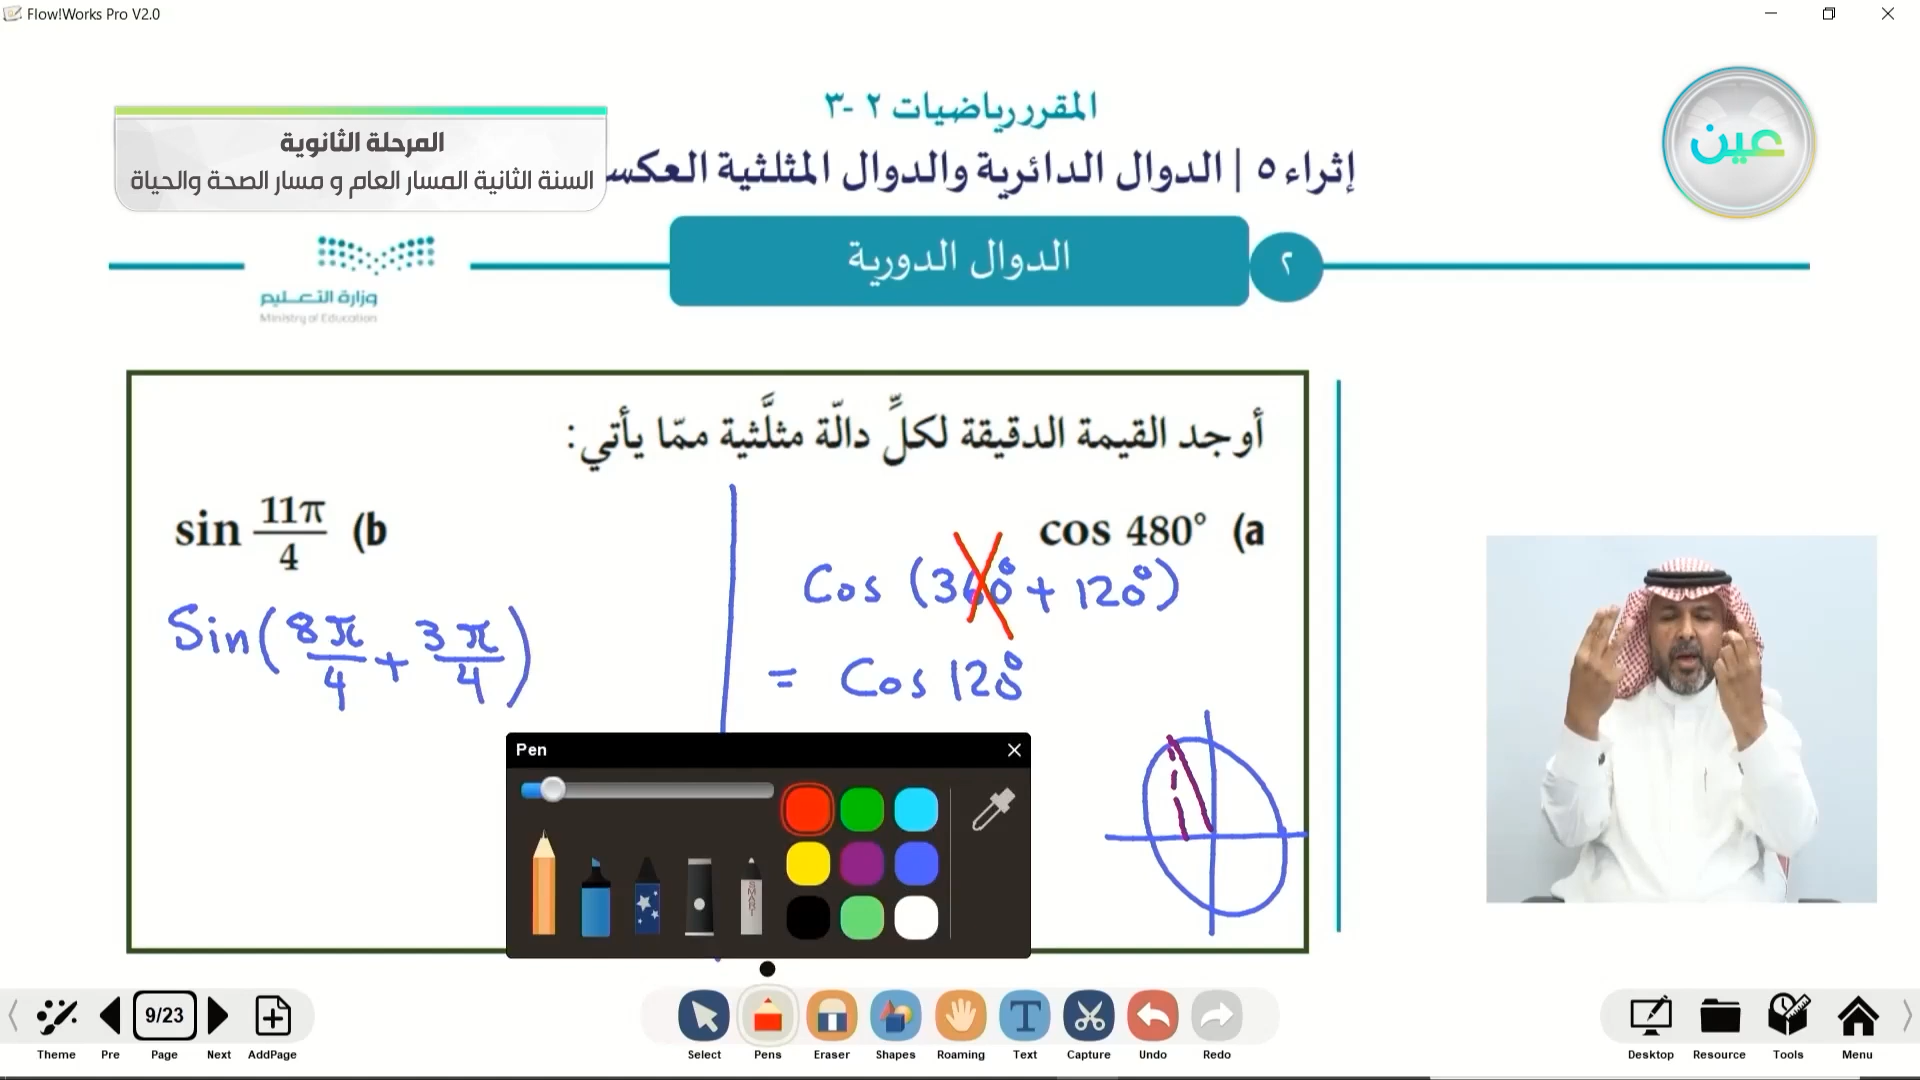 Flow!Works Pro V2.0
المقرر رياضيات ٢ -٣
إثراء ٥ | الدوال الدائرية والدوال المثلثية العكس
المرحلة الثانوية
السنة الثانية المسار العام و مسار الصحة والحياة
عين
٢
الدوال الدورية
وزارة التعليم
Ministry of Education
أوجد القيمة الدقيقة لكلِّ دالّة مثلَّثية ممّا يأتي:
cos 480° (a
Cos (360° + 120°)
= Cos 120°
sin 11π/4 (b
Sin(8π/4 + 3π/4)
Pen
SMART
9/23
Theme Pre Page Next AddPage
Select Pens Eraser Shapes Roaming Text Capture Undo Redo
Desktop Resource Tools Menu